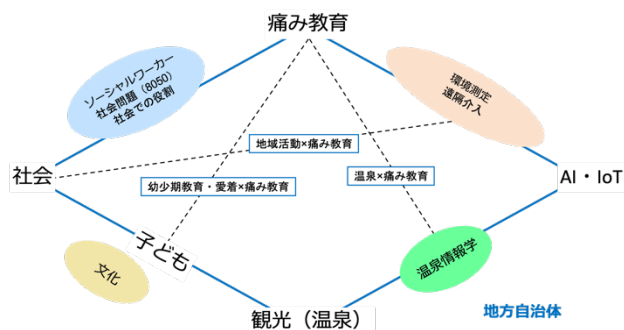 痛み教育
ソーシャルワーカー
社会問題（8050）
社会での役割
環境測定
遠隔介入
地域活動×痛み教育
社会
幼少期教育・愛着×痛み教育
温泉×痛み教育
AI・IoT
子ども
文化
温泉情報学
観光（温泉）
地方自治体